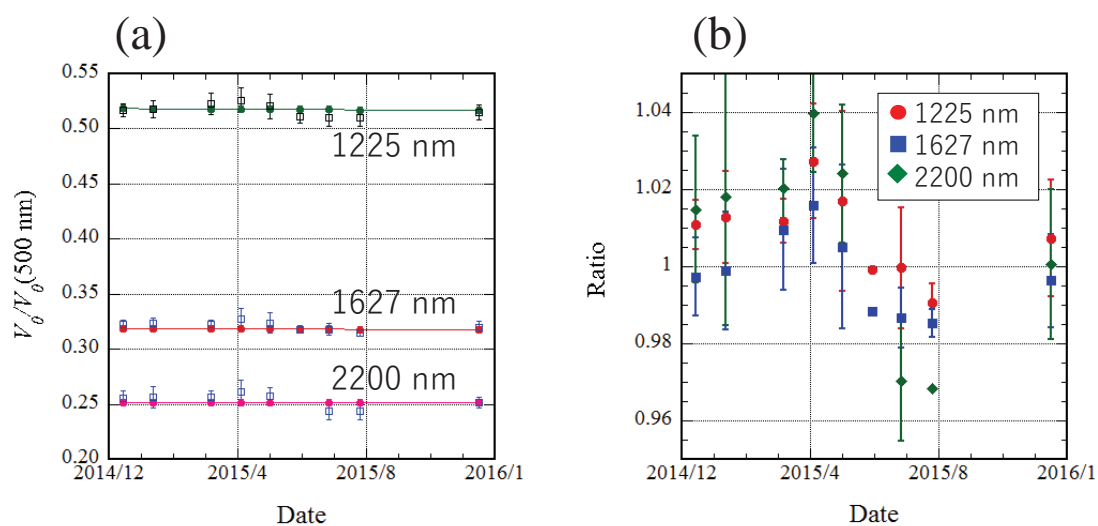 (a)
V₀/V₀(500 nm)
0.55
0.50
0.45
0.40
0.35
0.30
0.25
0.20
1225 nm
1627 nm
2200 nm
2014/12
2015/4
2015/8
2016/1
Date
(b)
Ratio
1.04
1.02
1
0.98
0.96
1225 nm
1627 nm
2200 nm
2014/12
2015/4
2015/8
2016/1
Date